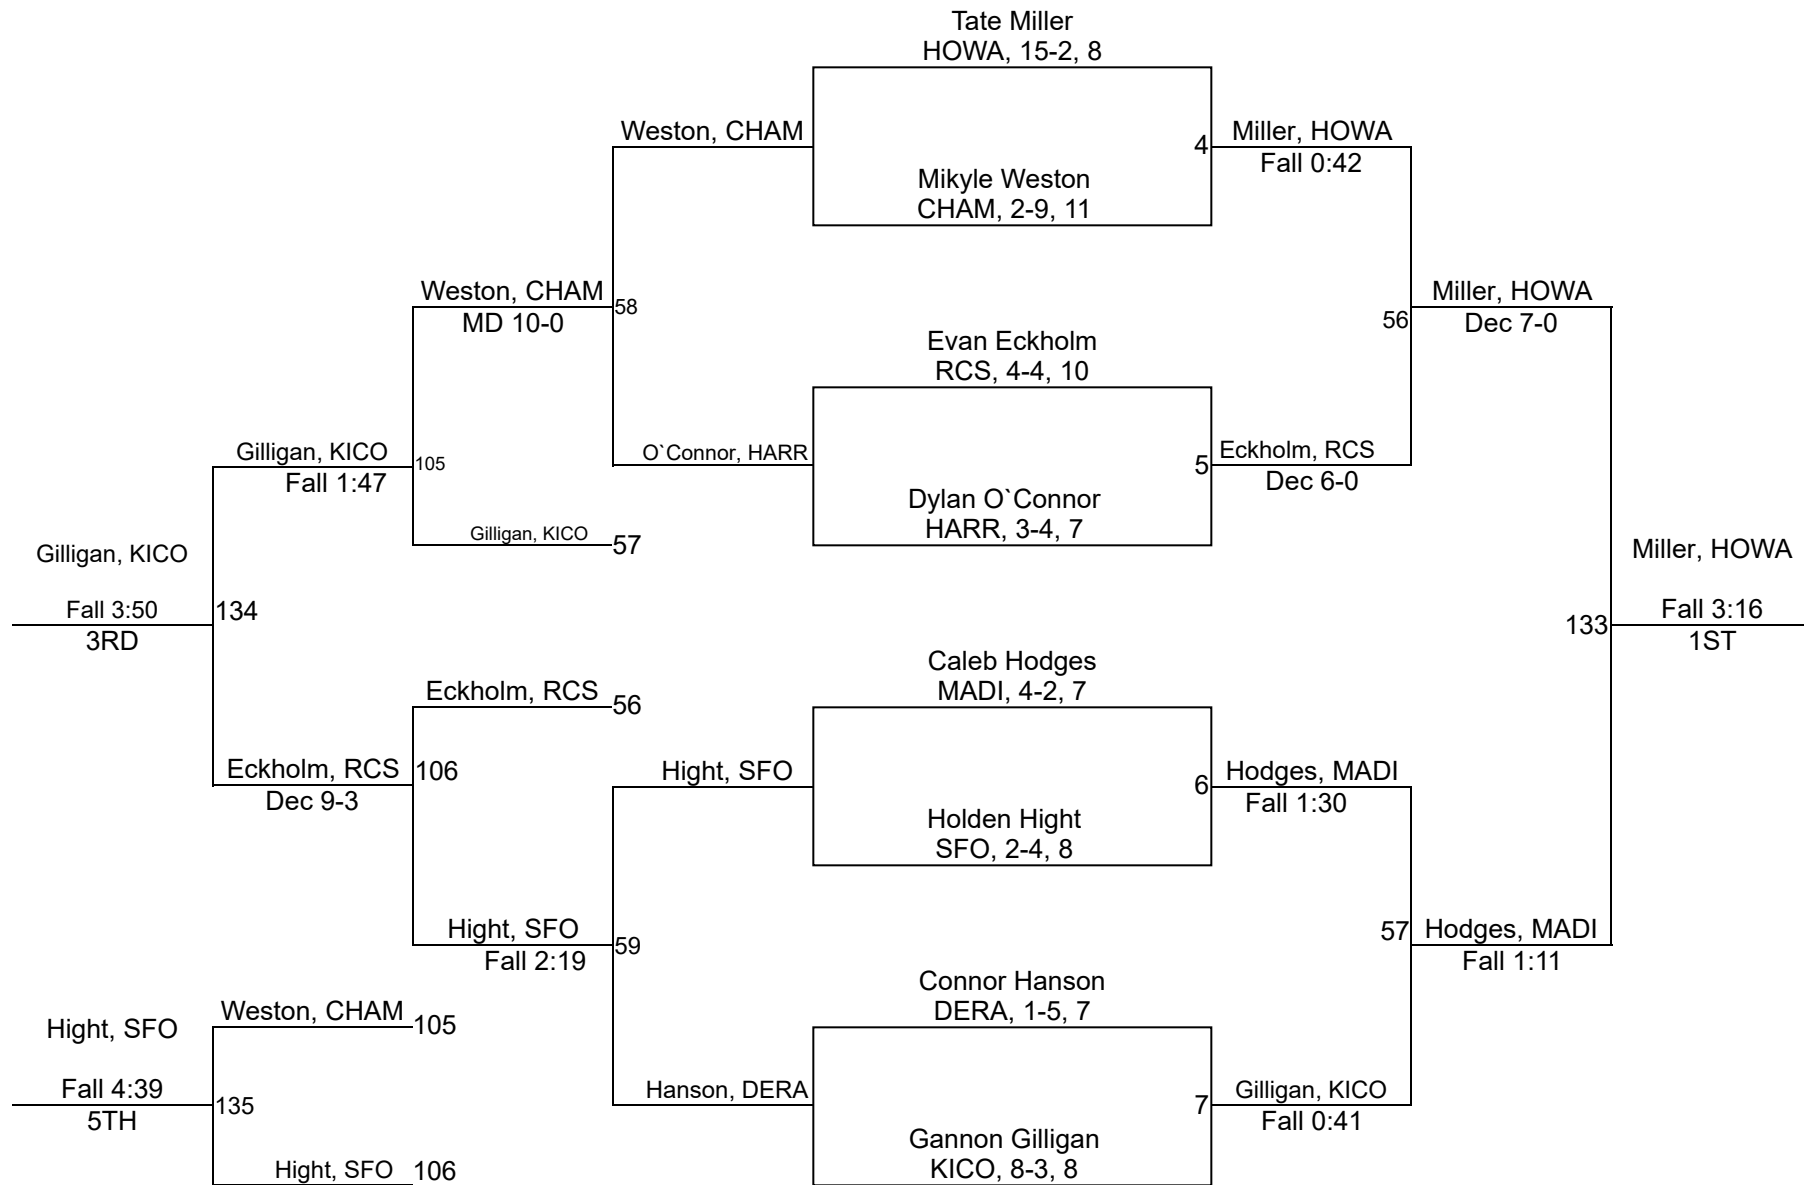 Tate Miller
HOWA, 15-2, 8
Weston, CHAM
4
Miller, HOWA
Fall 0:42
Mikyle Weston
CHAM, 2-9, 11
Weston, CHAM
MD 10-0
58
56
Miller, HOWA
Dec 7-0
Evan Eckholm
RCS, 4-4, 10
Gilligan, KICO
Fall 1:47
105
O`Connor, HARR
5
Eckholm, RCS
Dec 6-0
Dylan O`Connor
HARR, 3-4, 7
Gilligan, KICO
57
Gilligan, KICO
Fall 3:50
3RD
134
Miller, HOWA
133
Fall 3:16
1ST
Caleb Hodges
MADI, 4-2, 7
Eckholm, RCS
56
Eckholm, RCS
Dec 9-3
106
Hight, SFO
6
Hodges, MADI
Fall 1:30
Holden Hight
SFO, 2-4, 8
Hight, SFO
Fall 2:19
59
57
Hodges, MADI
Fall 1:11
Connor Hanson
DERA, 1-5, 7
Weston, CHAM
105
Hight, SFO
Fall 4:39
5TH
135
Hanson, DERA
7
Gilligan, KICO
Fall 0:41
Gannon Gilligan
KICO, 8-3, 8
Hight, SFO
106